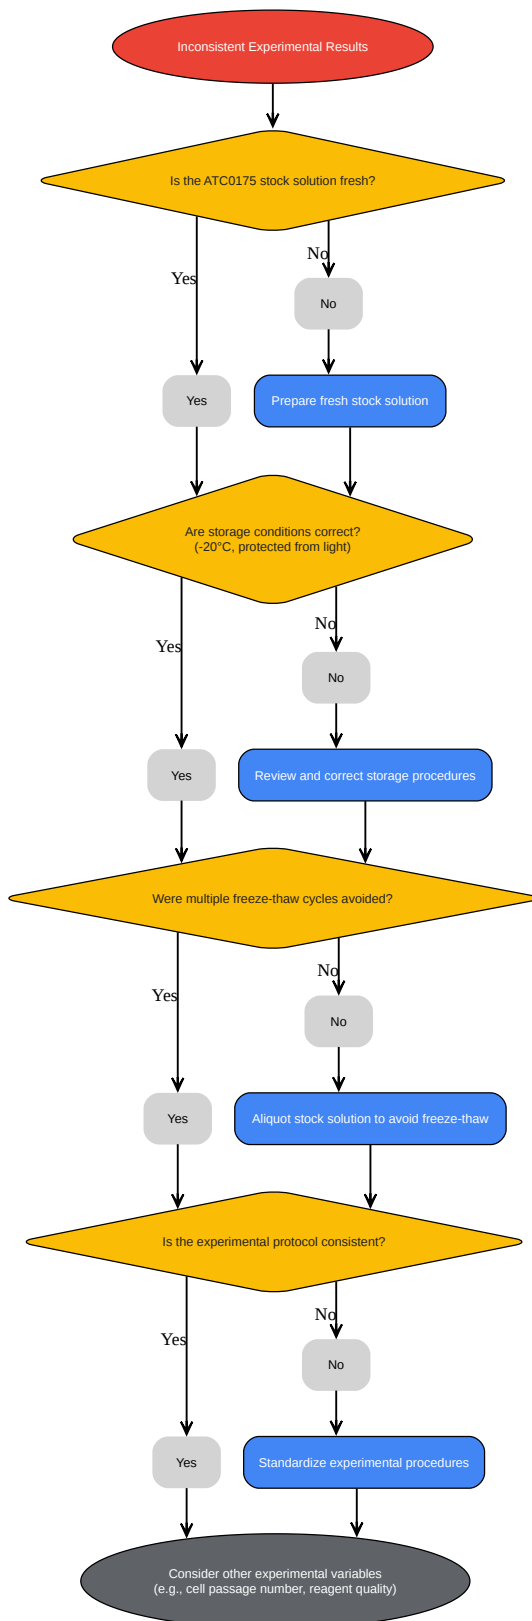 Inconsistent Experimental Results
Is the ATC0175 stock solution fresh?
No
Yes
No
Yes
Prepare fresh stock solution
Are storage conditions correct?
(-20°C, protected from light)
No
Yes
No
Yes
Review and correct storage procedures
Were multiple freeze-thaw cycles avoided?
No
Yes
No
Yes
Aliquot stock solution to avoid freeze-thaw
Is the experimental protocol consistent?
No
Yes
No
Yes
Standardize experimental procedures
Consider other experimental variables
(e.g., cell passage number, reagent quality)